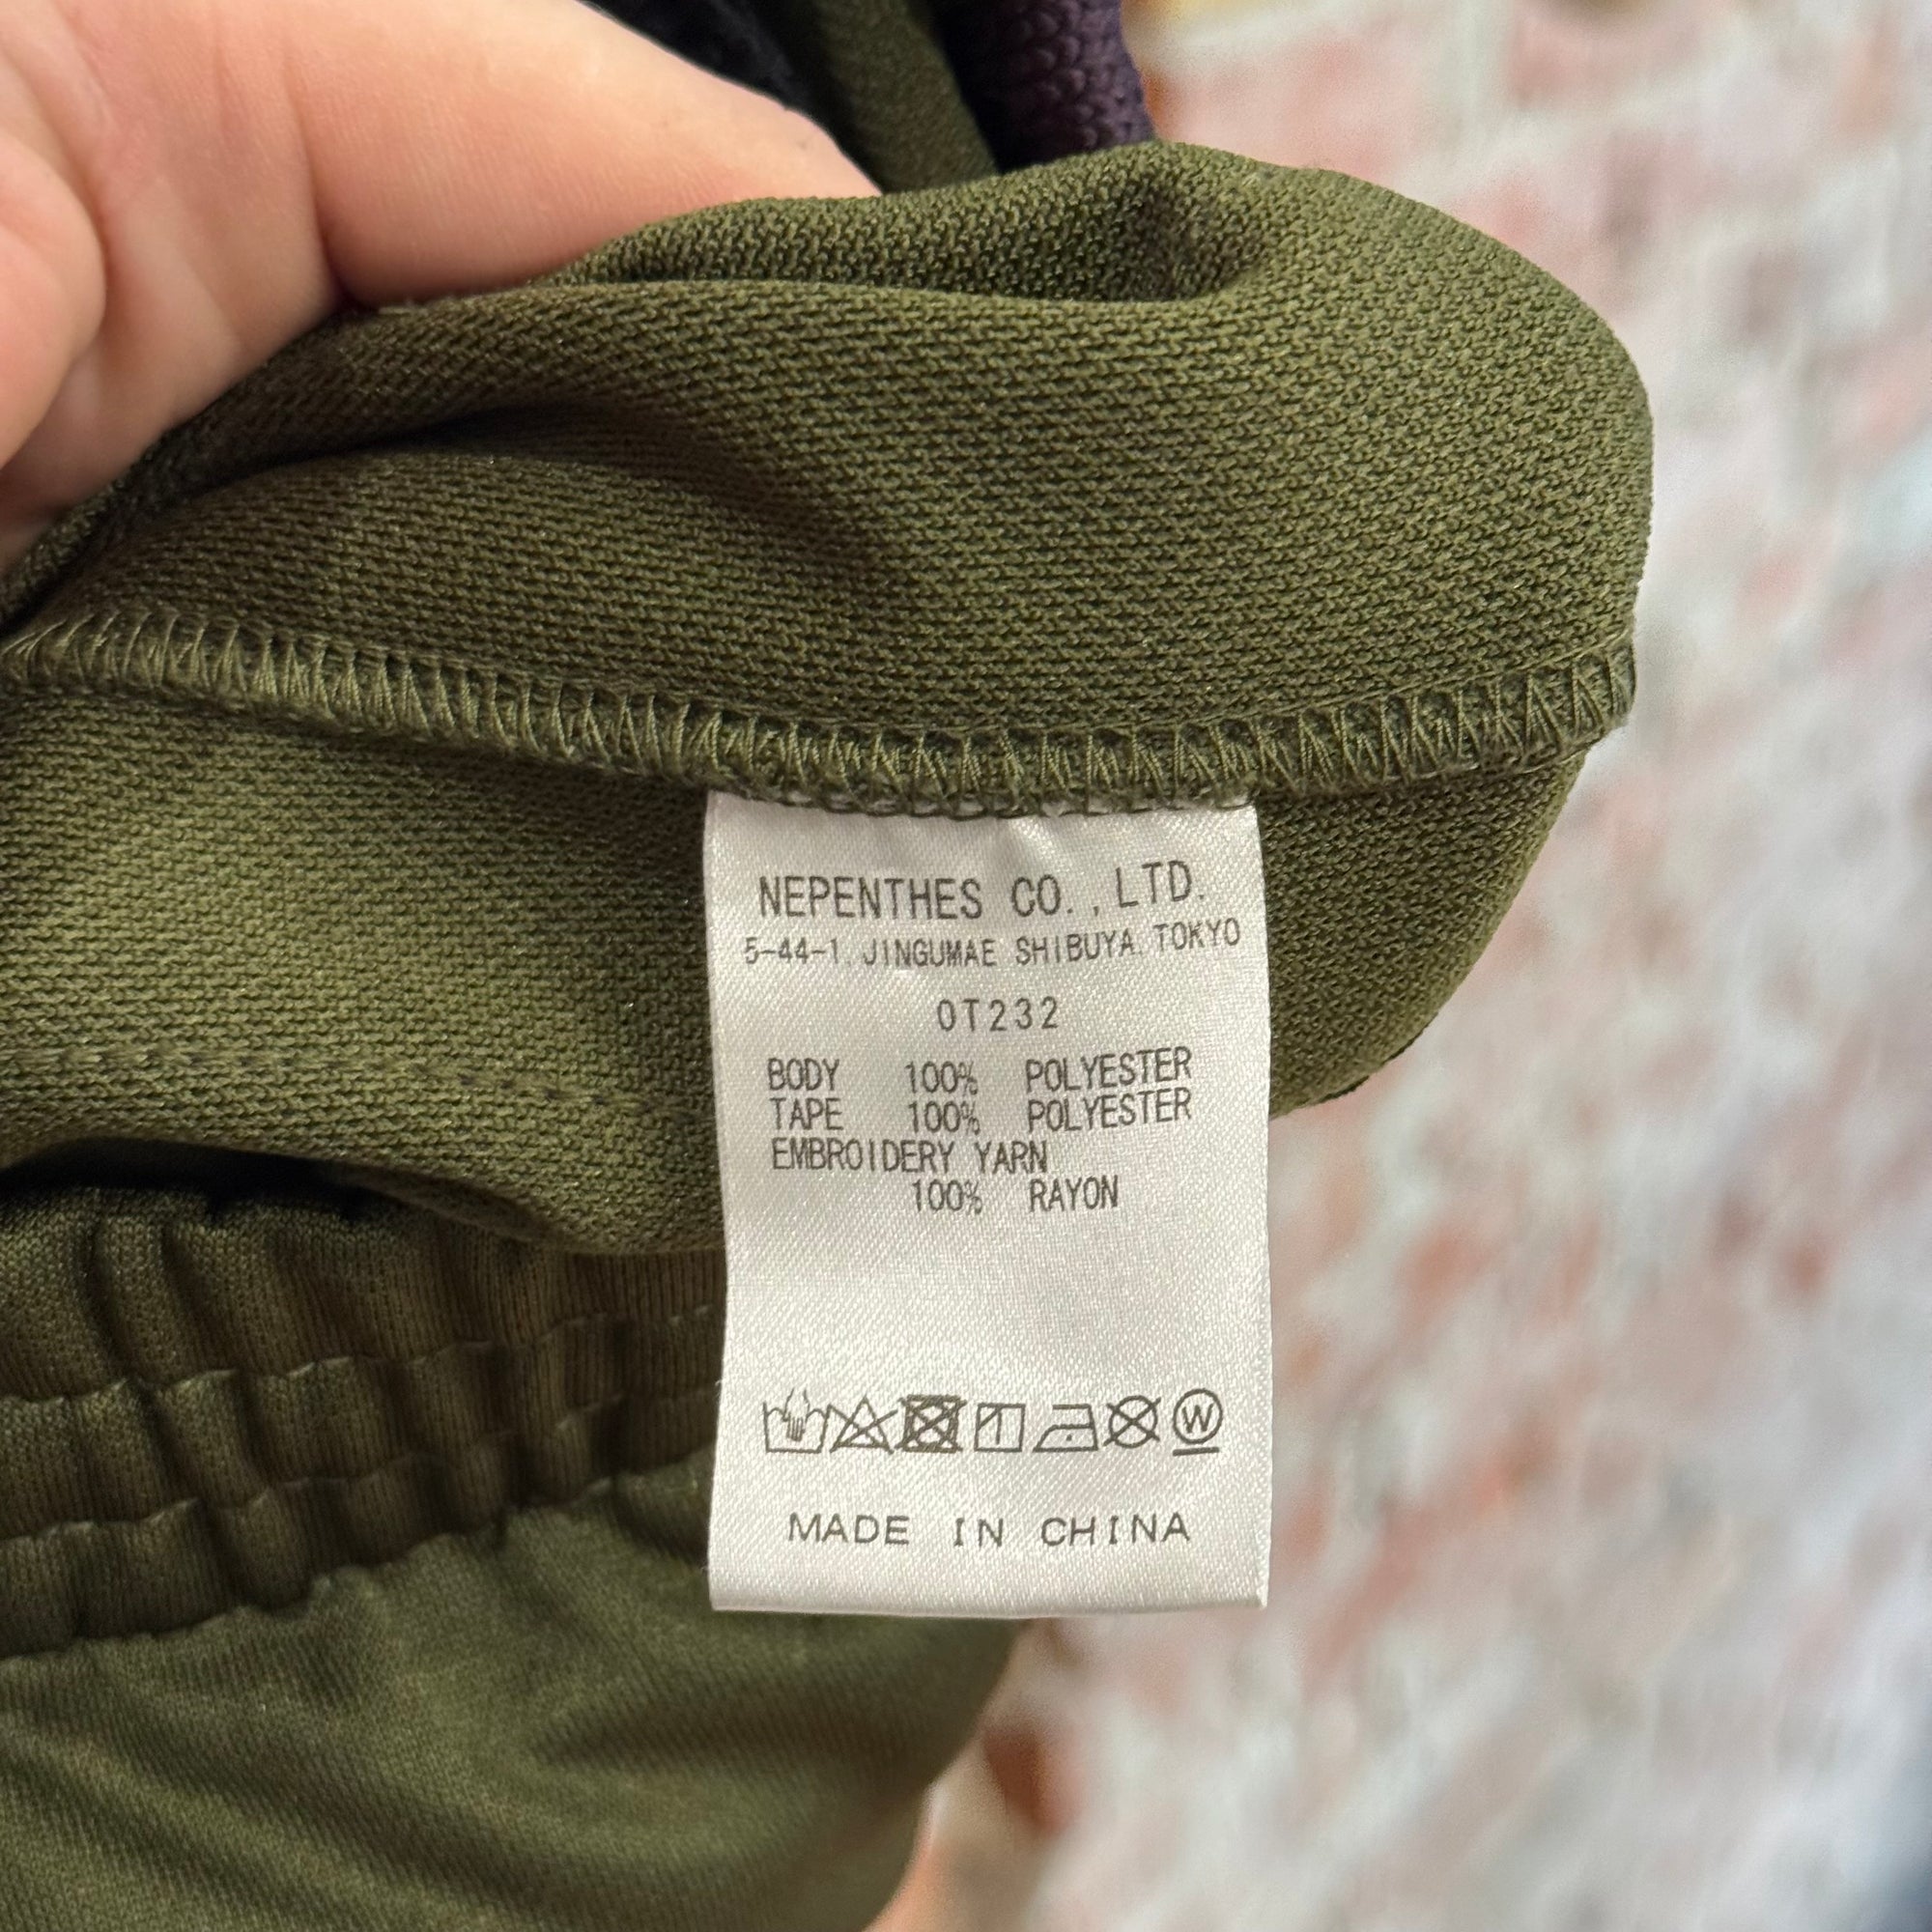 NEPENTHES CO.,LTD.
5-44-1, JINGUMAE SHIBUYA. TOKYO
OT232
BODY 100% POLYESTER
TAPE 100% POLYESTER
EMBROIDERY YARN
100% RAYON
W
MADE IN CHINA